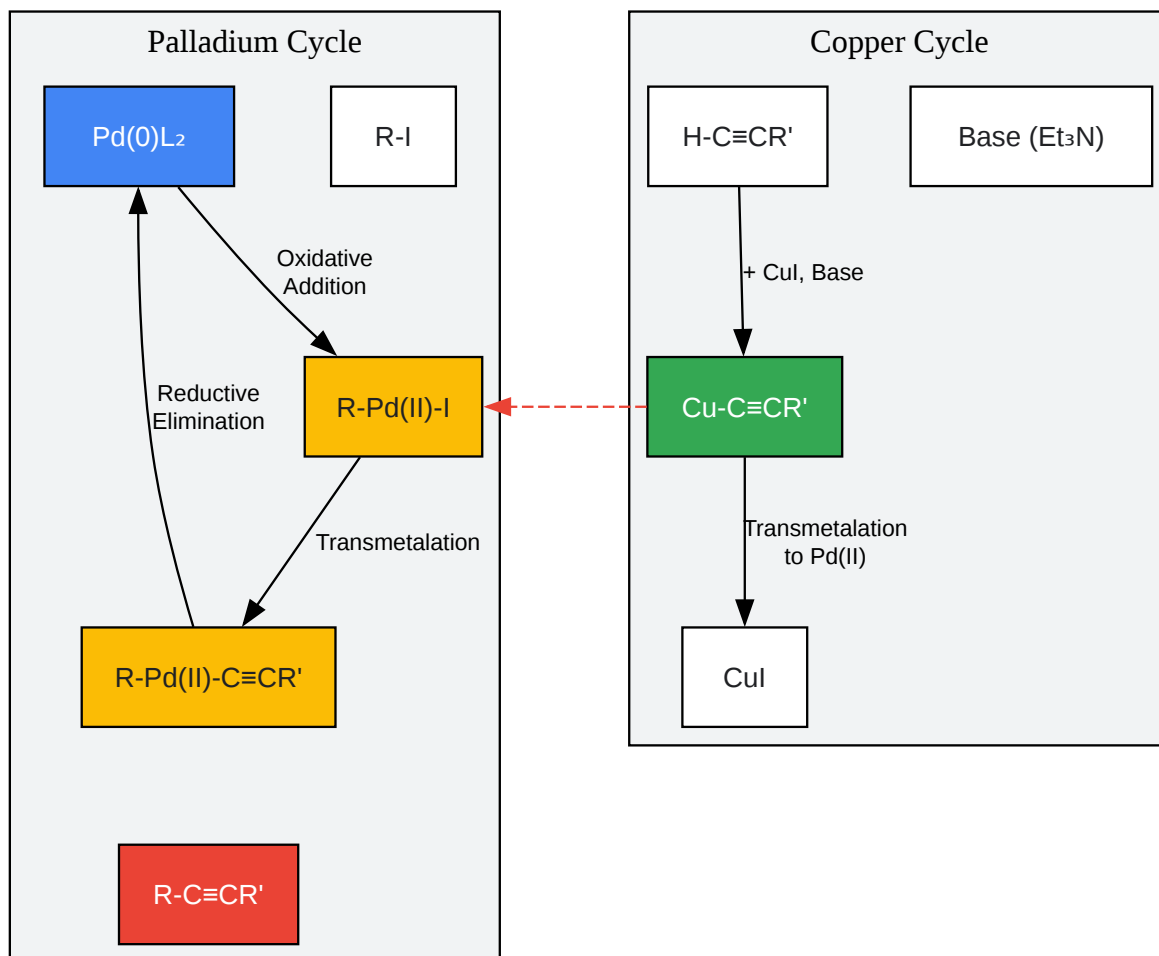 Palladium Cycle
Pd(0)L₂
R-I
Oxidative
Addition
Reductive
Elimination
R-Pd(II)-I
Transmetalation
R-Pd(II)-C≡CR'
R-C≡CR'
Copper Cycle
H-C≡CR'
Base (Et₃N)
+ CuI, Base
Cu-C≡CR'
Transmetalation
to Pd(II)
CuI